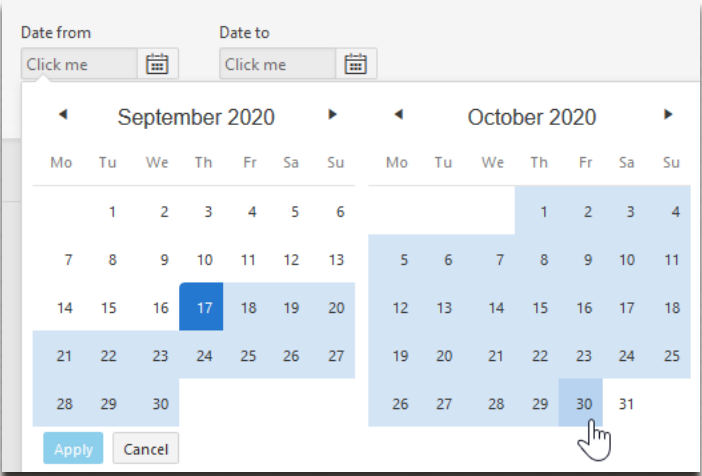 Date from Date to
Click me Click me
September 2020 October 2020
Mo Tu We Th Fr Sa Su Mo Tu We Th Fr Sa Su
1 2 3 4 5 6 1 2 3 4
7 8 9 10 11 12 13 5 6 7 8 9 10 11
14 15 16 17 18 19 20 12 13 14 15 16 17 18
21 22 23 24 25 26 27 19 20 21 22 23 24 25
28 29 30 26 27 28 29 30 31
Apply Cancel